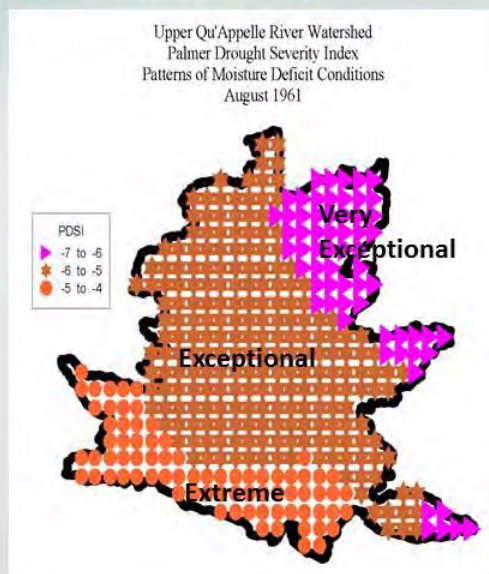 Upper Qu'Appelle River Watershed
Palmer Drought Severity Index
Patterns of Moisture Deficit Conditions
August 1961
PDSI
-7 to -6
-6 to -5
-5 to -4
Very
Exceptional
Exceptional
Extreme